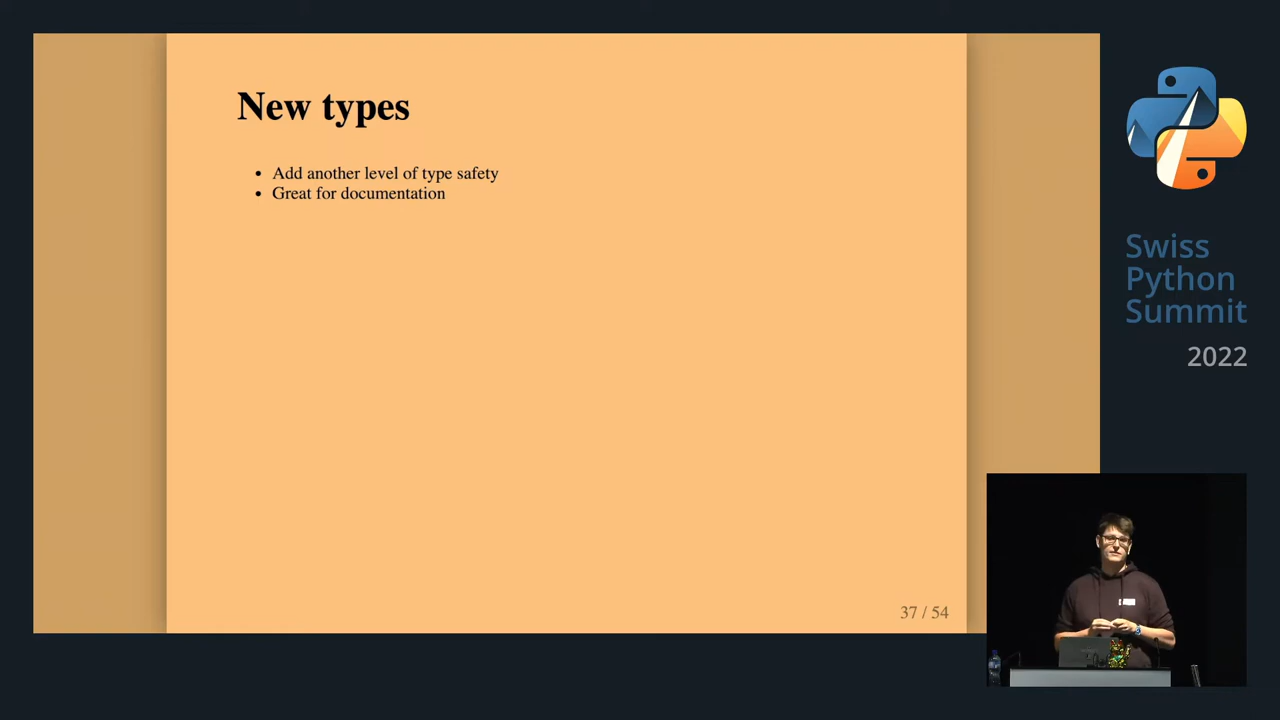 New types
Add another level of type safety
Great for documentation
37 / 54
Swiss
Python
Summit
2022